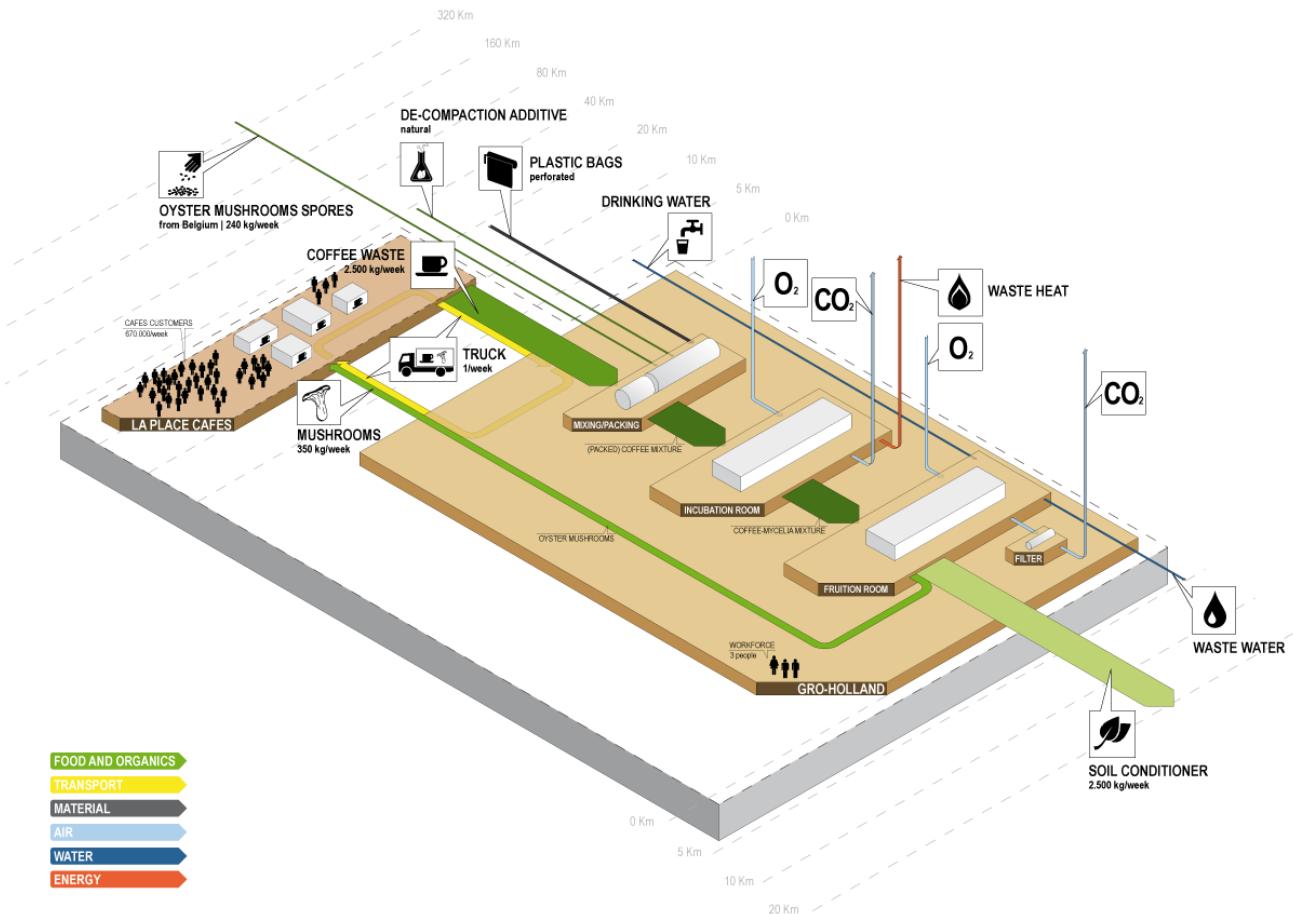 320 Km
160 Km
80 Km
40 Km
20 Km
10 Km
5 Km
0 Km
DE-COMPACTION ADDITIVE
natural
PLASTIC BAGS
perforated
DRINKING WATER
OYSTER MUSHROOMS SPORES
from Belgium | 240 kg/week
COFFEE WASTE
2.500 kg/week
O2
CO2
WASTE HEAT
O2
CO2
CAFES CUSTOMERS
670.000/week
TRUCK
1/week
LA PLACE CAFES
MUSHROOMS
350 kg/week
MIXING/PACKING
(PACKED) COFFEE MIXTURE
INCUBATION ROOM
COFFEE-MYCELIA MIXTURE
OYSTER MUSHROOMS
FILTER
FRUITION ROOM
WASTE WATER
WORKFORCE
3 people
GRO-HOLLAND
SOIL CONDITIONER
2.500 kg/week
FOOD AND ORGANICS
TRANSPORT
MATERIAL
AIR
WATER
ENERGY
0 Km
5 Km
10 Km
20 Km